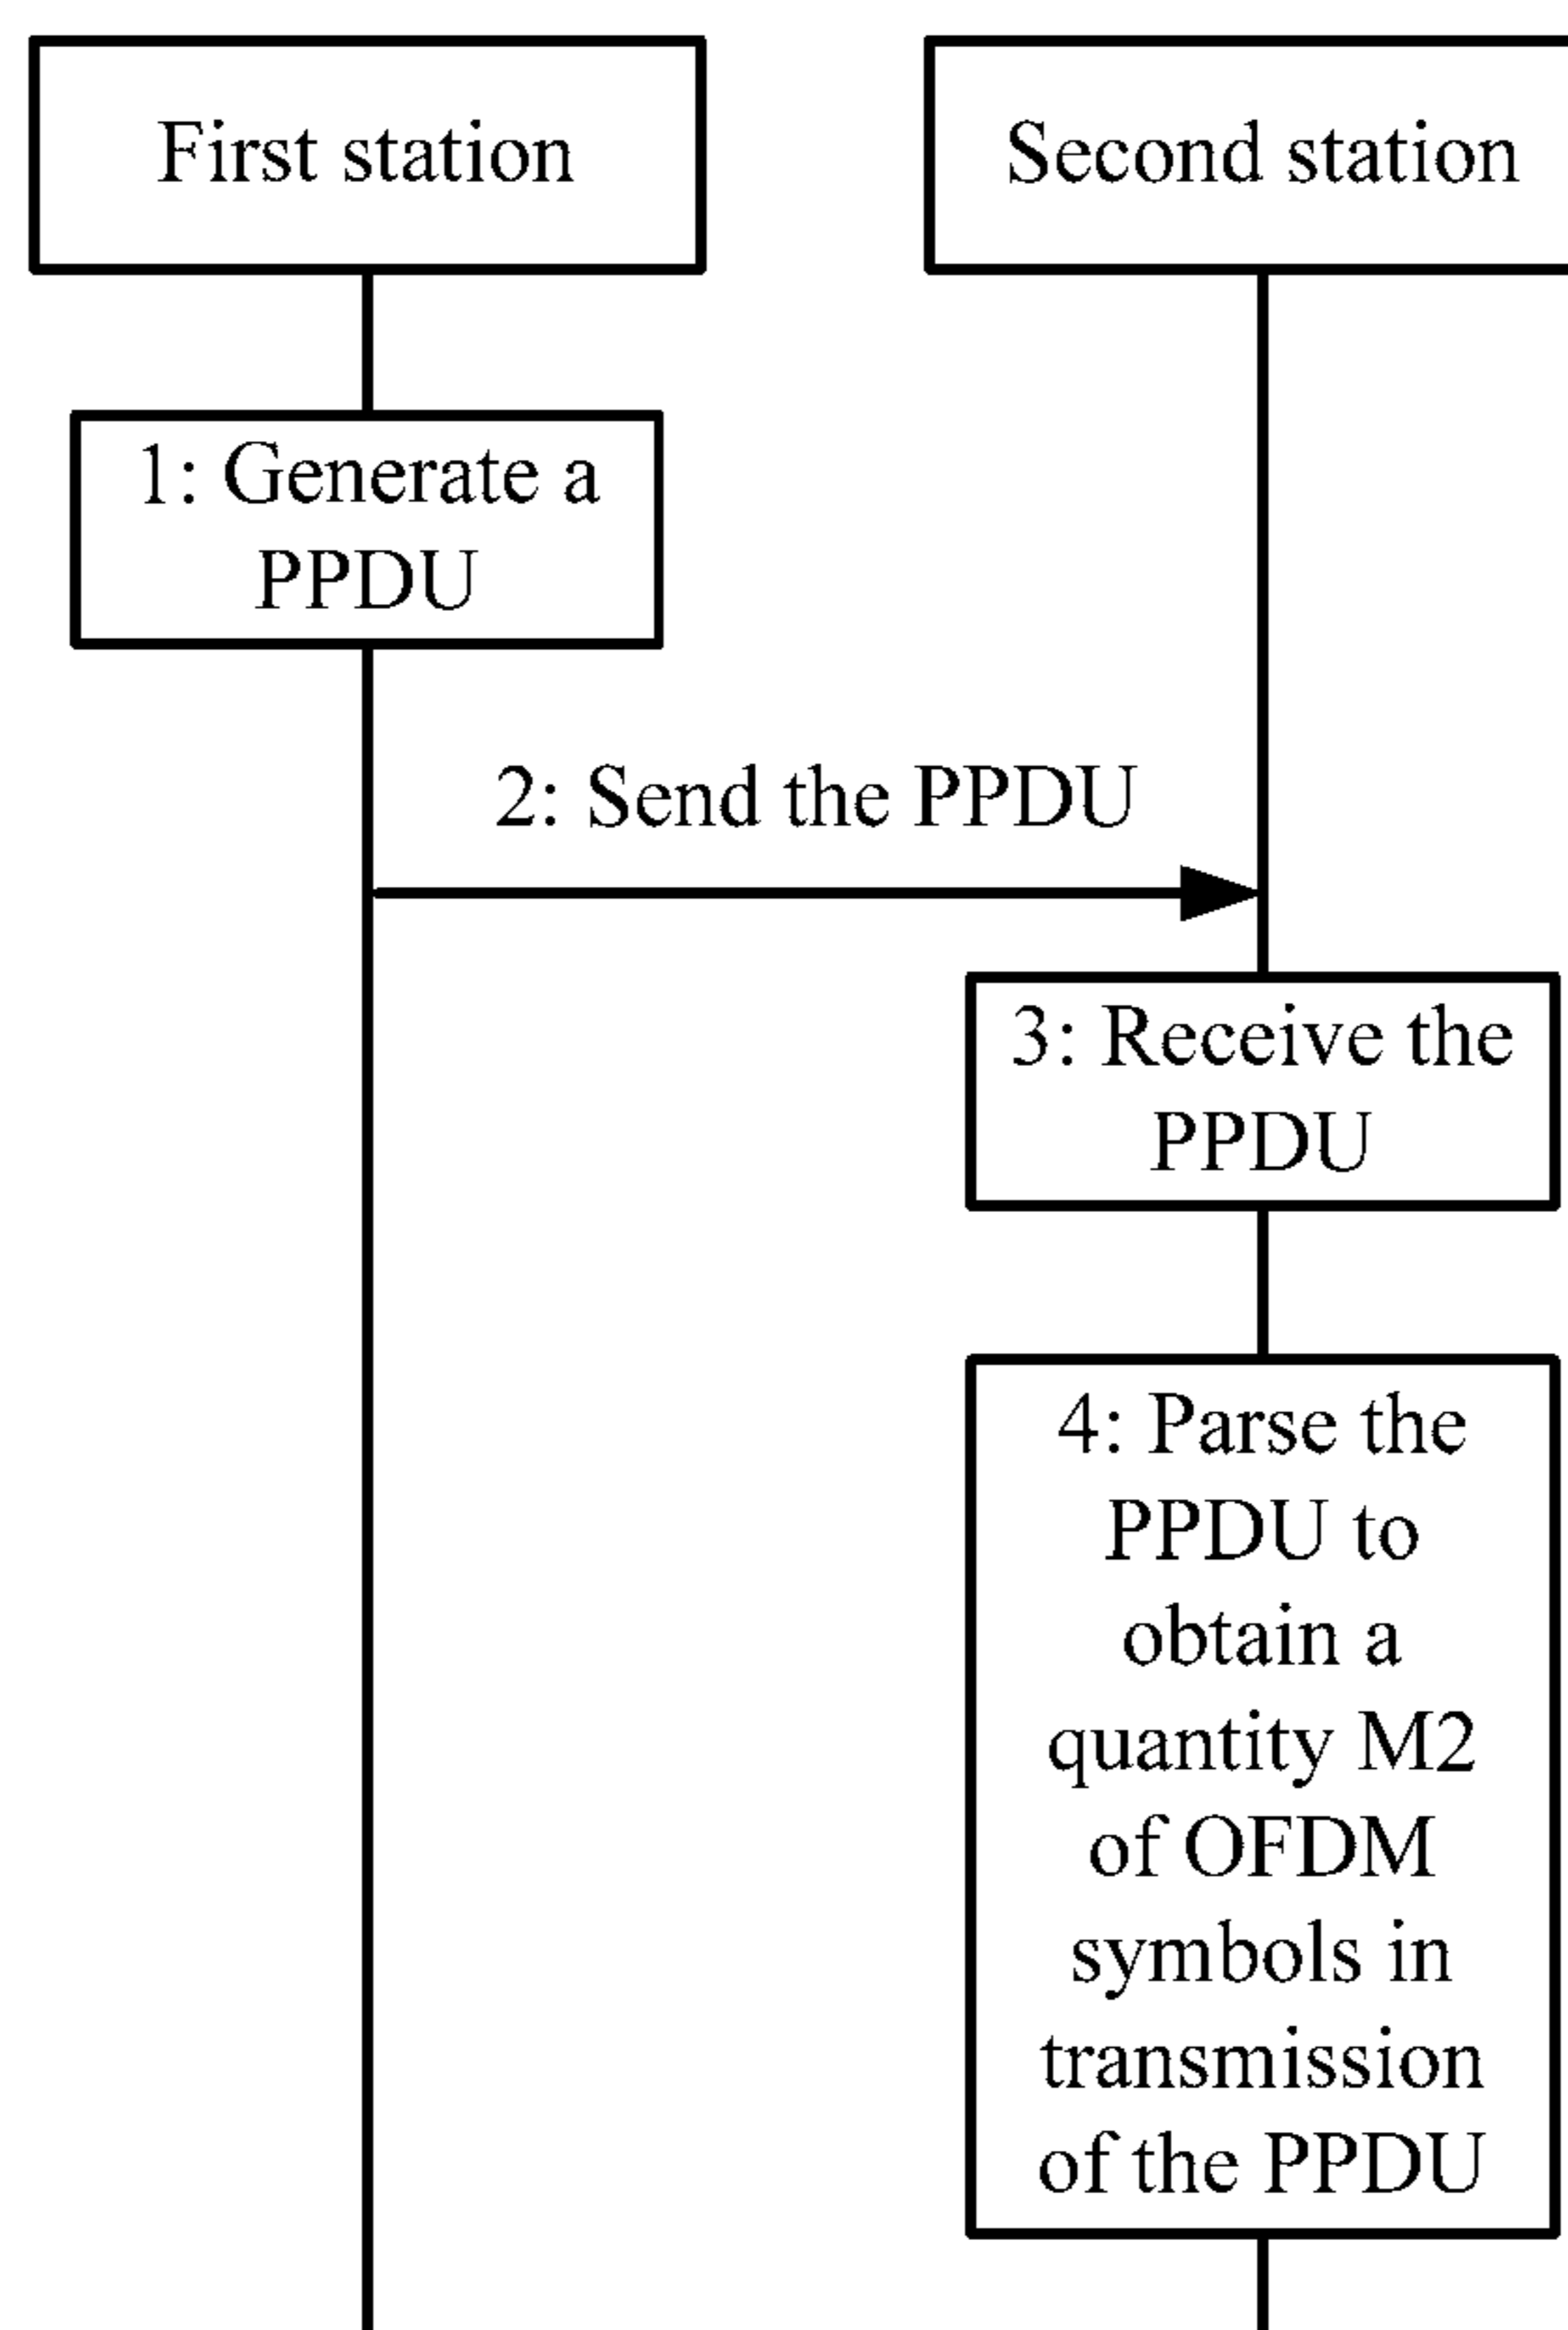 First station
Second station
1: Generate a
PPDU
2: Send the PPDU
3: Receive the
PPDU
4: Parse the
PPDU to
obtain a
quantity M2
of OFDM
symbols in
transmission
of the PPDU